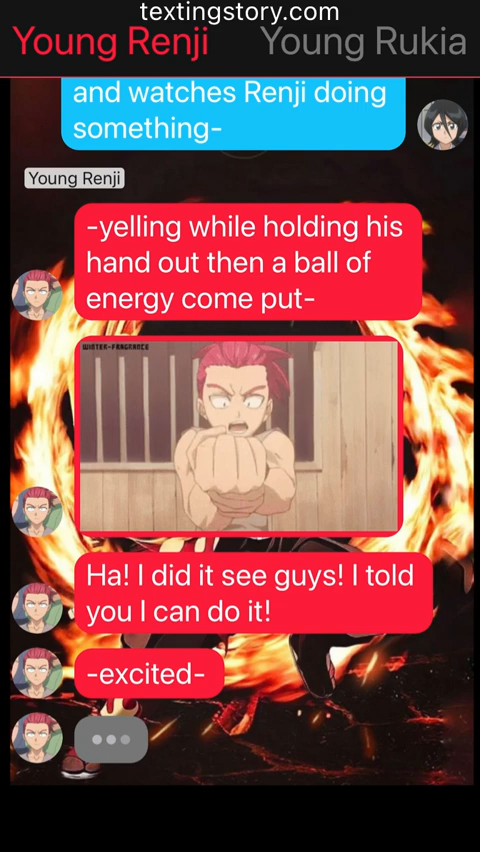 textingstory.com
Young Renji Young Rukia
and watches Renji doing
something-
Young Renji
-yelling while holding his
hand out then a ball of
energy come put-
WINTER-FRAGRANCE
Ha! I did it see guys! I told
you I can do it!
-excited-